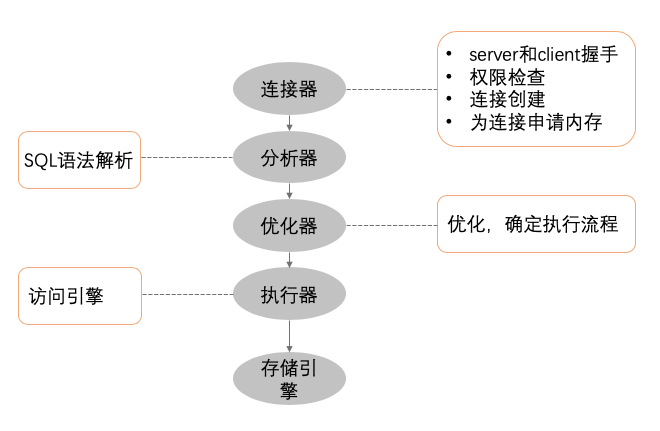 server和client握手
权限检查
连接创建
为连接申请内存
连接器
SQL语法解析
分析器
优化器
优化，确定执行流程
访问引擎
执行器
存储引
擎